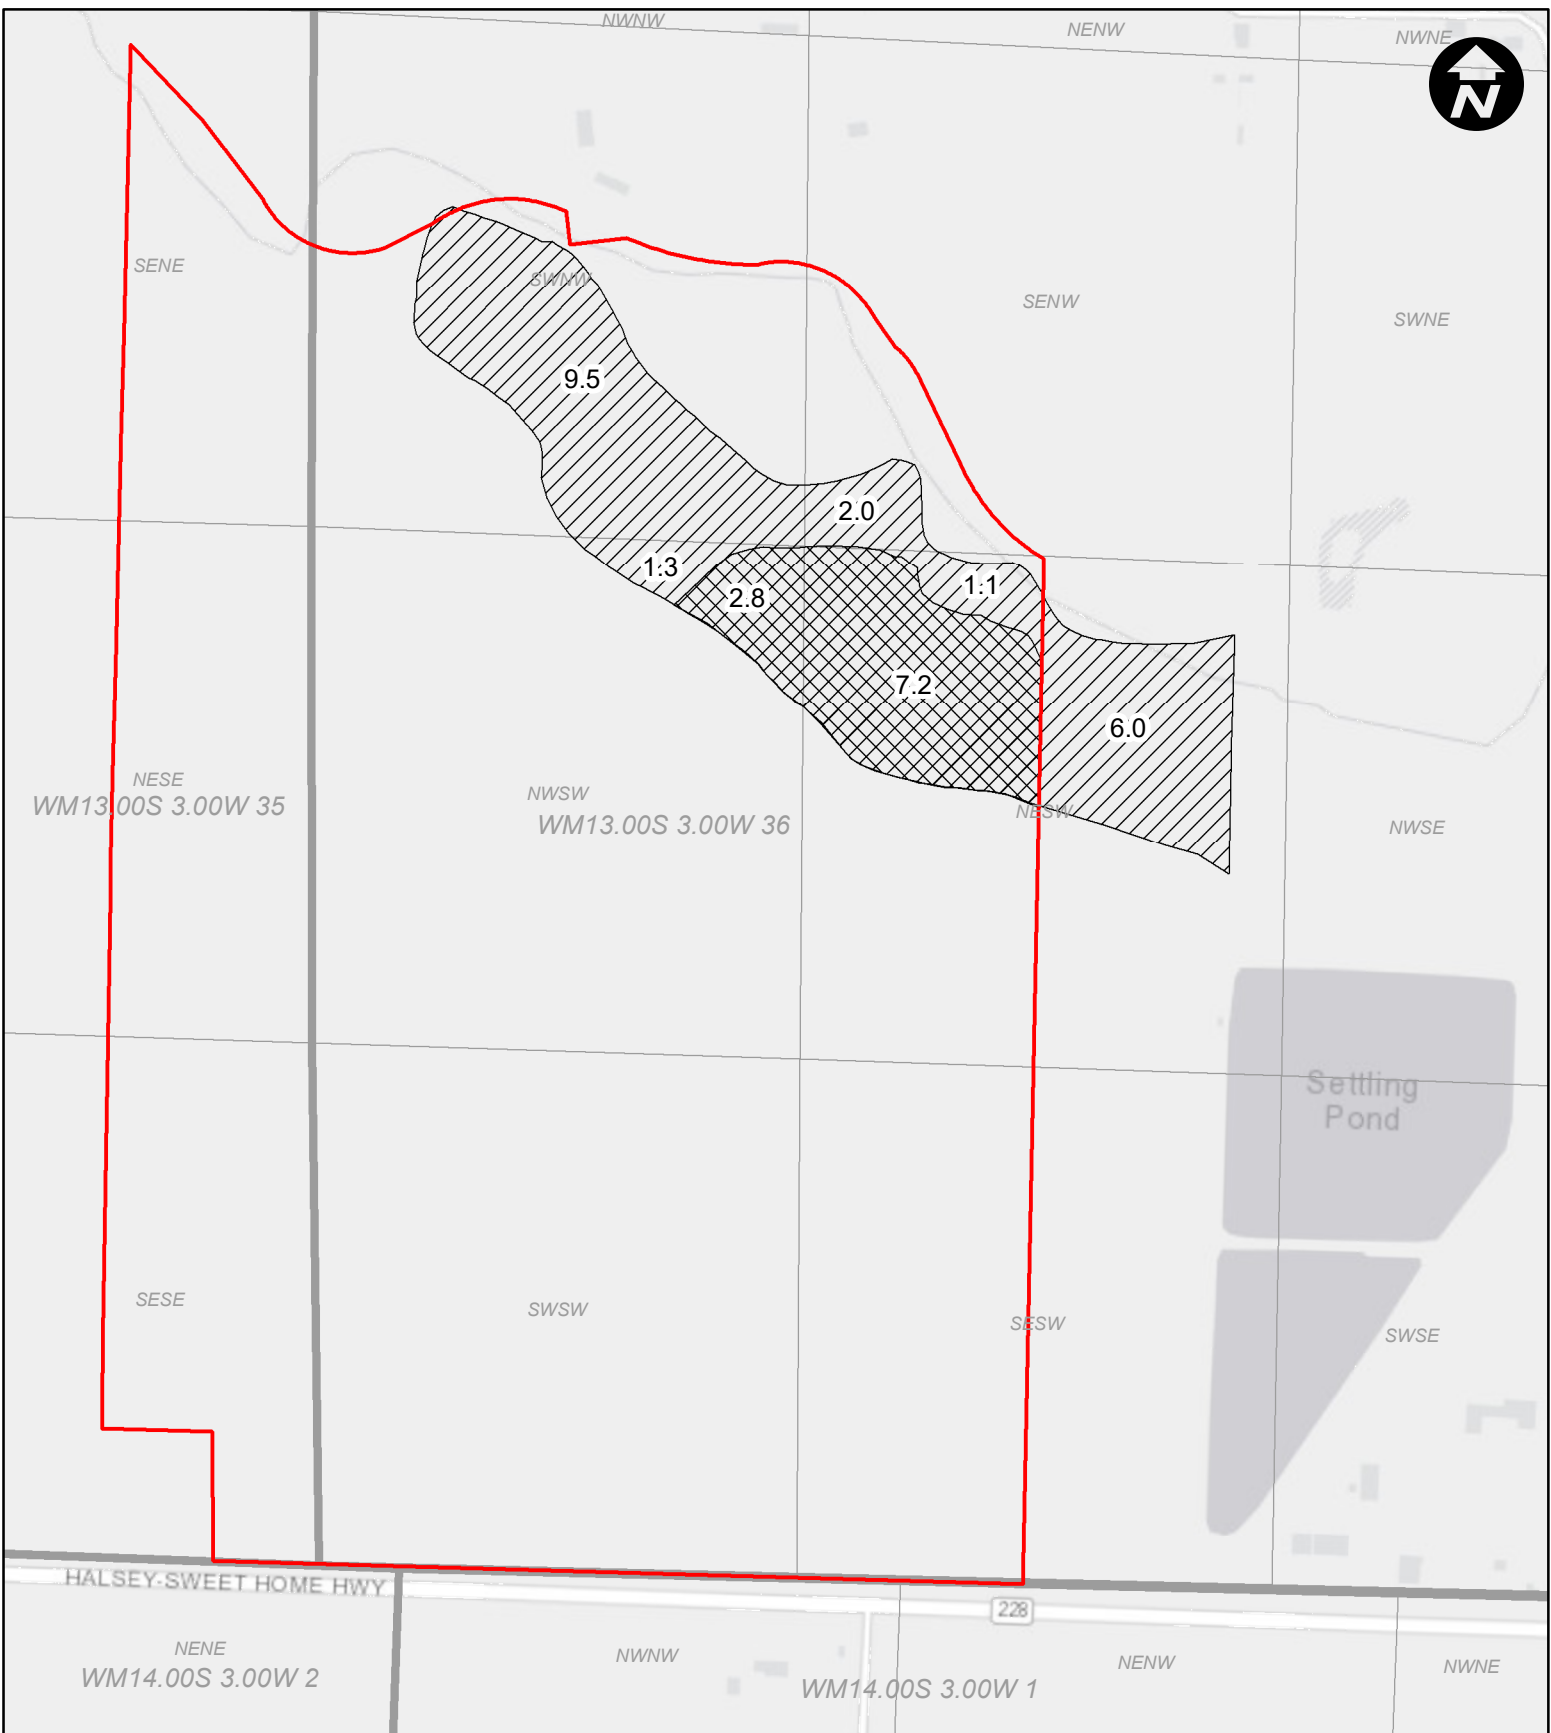 NWNW
NENW
NWNE
N
SENE
SWNW
SENW
SWNE
9.5
2.0
1.3
1.1
2.8
7.2
6.0
NESE
WM13.00S 3.00W 35
NWSW
WM13.00S 3.00W 36
NESW
NWSE
Settling
Pond
SESE
SWSW
SESW
SWSE
HALSEY-SWEET HOME HWY
228
NENE
WM14.00S 3.00W 2
NWNW
WM14.00S 3.00W 1
NENW
NWNE